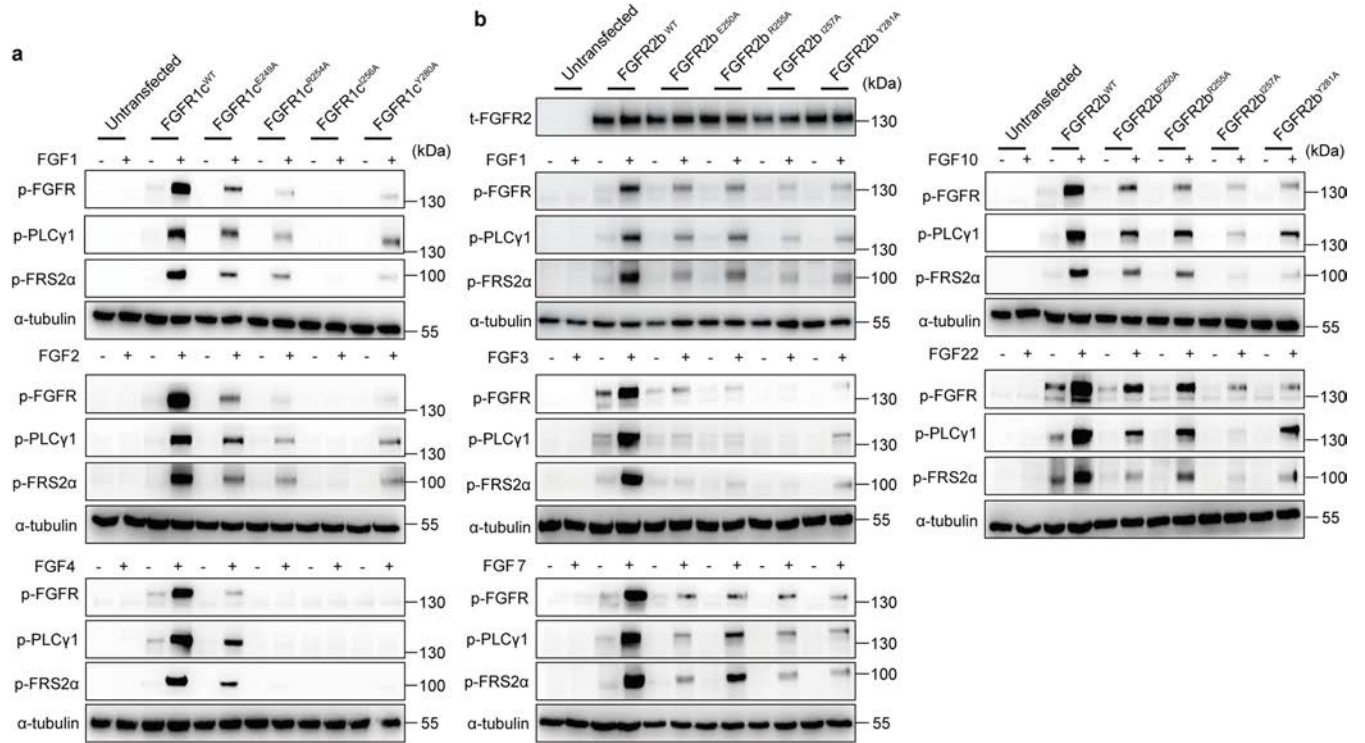 a
Untransfected
FGFR1c^WT
FGFR1c^E249A
FGFR1c^R254A
FGFR1c^I256A
FGFR1c^Y280A
(kDa)
FGF1 - + - + - + - + - + - +
p-FGFR 130
p-PLCγ1 130
p-FRS2α 100
α-tubulin 55
FGF2 - + - + - + - + - + - +
p-FGFR 130
p-PLCγ1 130
p-FRS2α 100
α-tubulin 55
FGF4 - + - + - + - + - + - +
p-FGFR 130
p-PLCγ1 130
p-FRS2α 100
α-tubulin 55
b
Untransfected
FGFR2b WT
FGFR2b E250A
FGFR2b R255A
FGFR2b I257A
FGFR2b Y281A
(kDa)
t-FGFR2 130
FGF1 - + - + - + - + - + - +
p-FGFR 130
p-PLCγ1 130
p-FRS2α 100
α-tubulin 55
FGF3 - + - + - + - + - + - +
p-FGFR 130
p-PLCγ1 130
p-FRS2α 100
α-tubulin 55
FGF7 - + - + - + - + - + - +
p-FGFR 130
p-PLCγ1 130
p-FRS2α 100
α-tubulin 55
Untransfected
FGFR2b^WT
FGFR2b^E250A
FGFR2b^R255A
FGFR2b^I257A
FGFR2b^Y281A
(kDa)
FGF10 - + - + - + - + - + - +
p-FGFR 130
p-PLCγ1 130
p-FRS2α 100
α-tubulin 55
FGF22 - + - + - + - + - + - +
p-FGFR 130
p-PLCγ1 130
p-FRS2α 100
α-tubulin 55